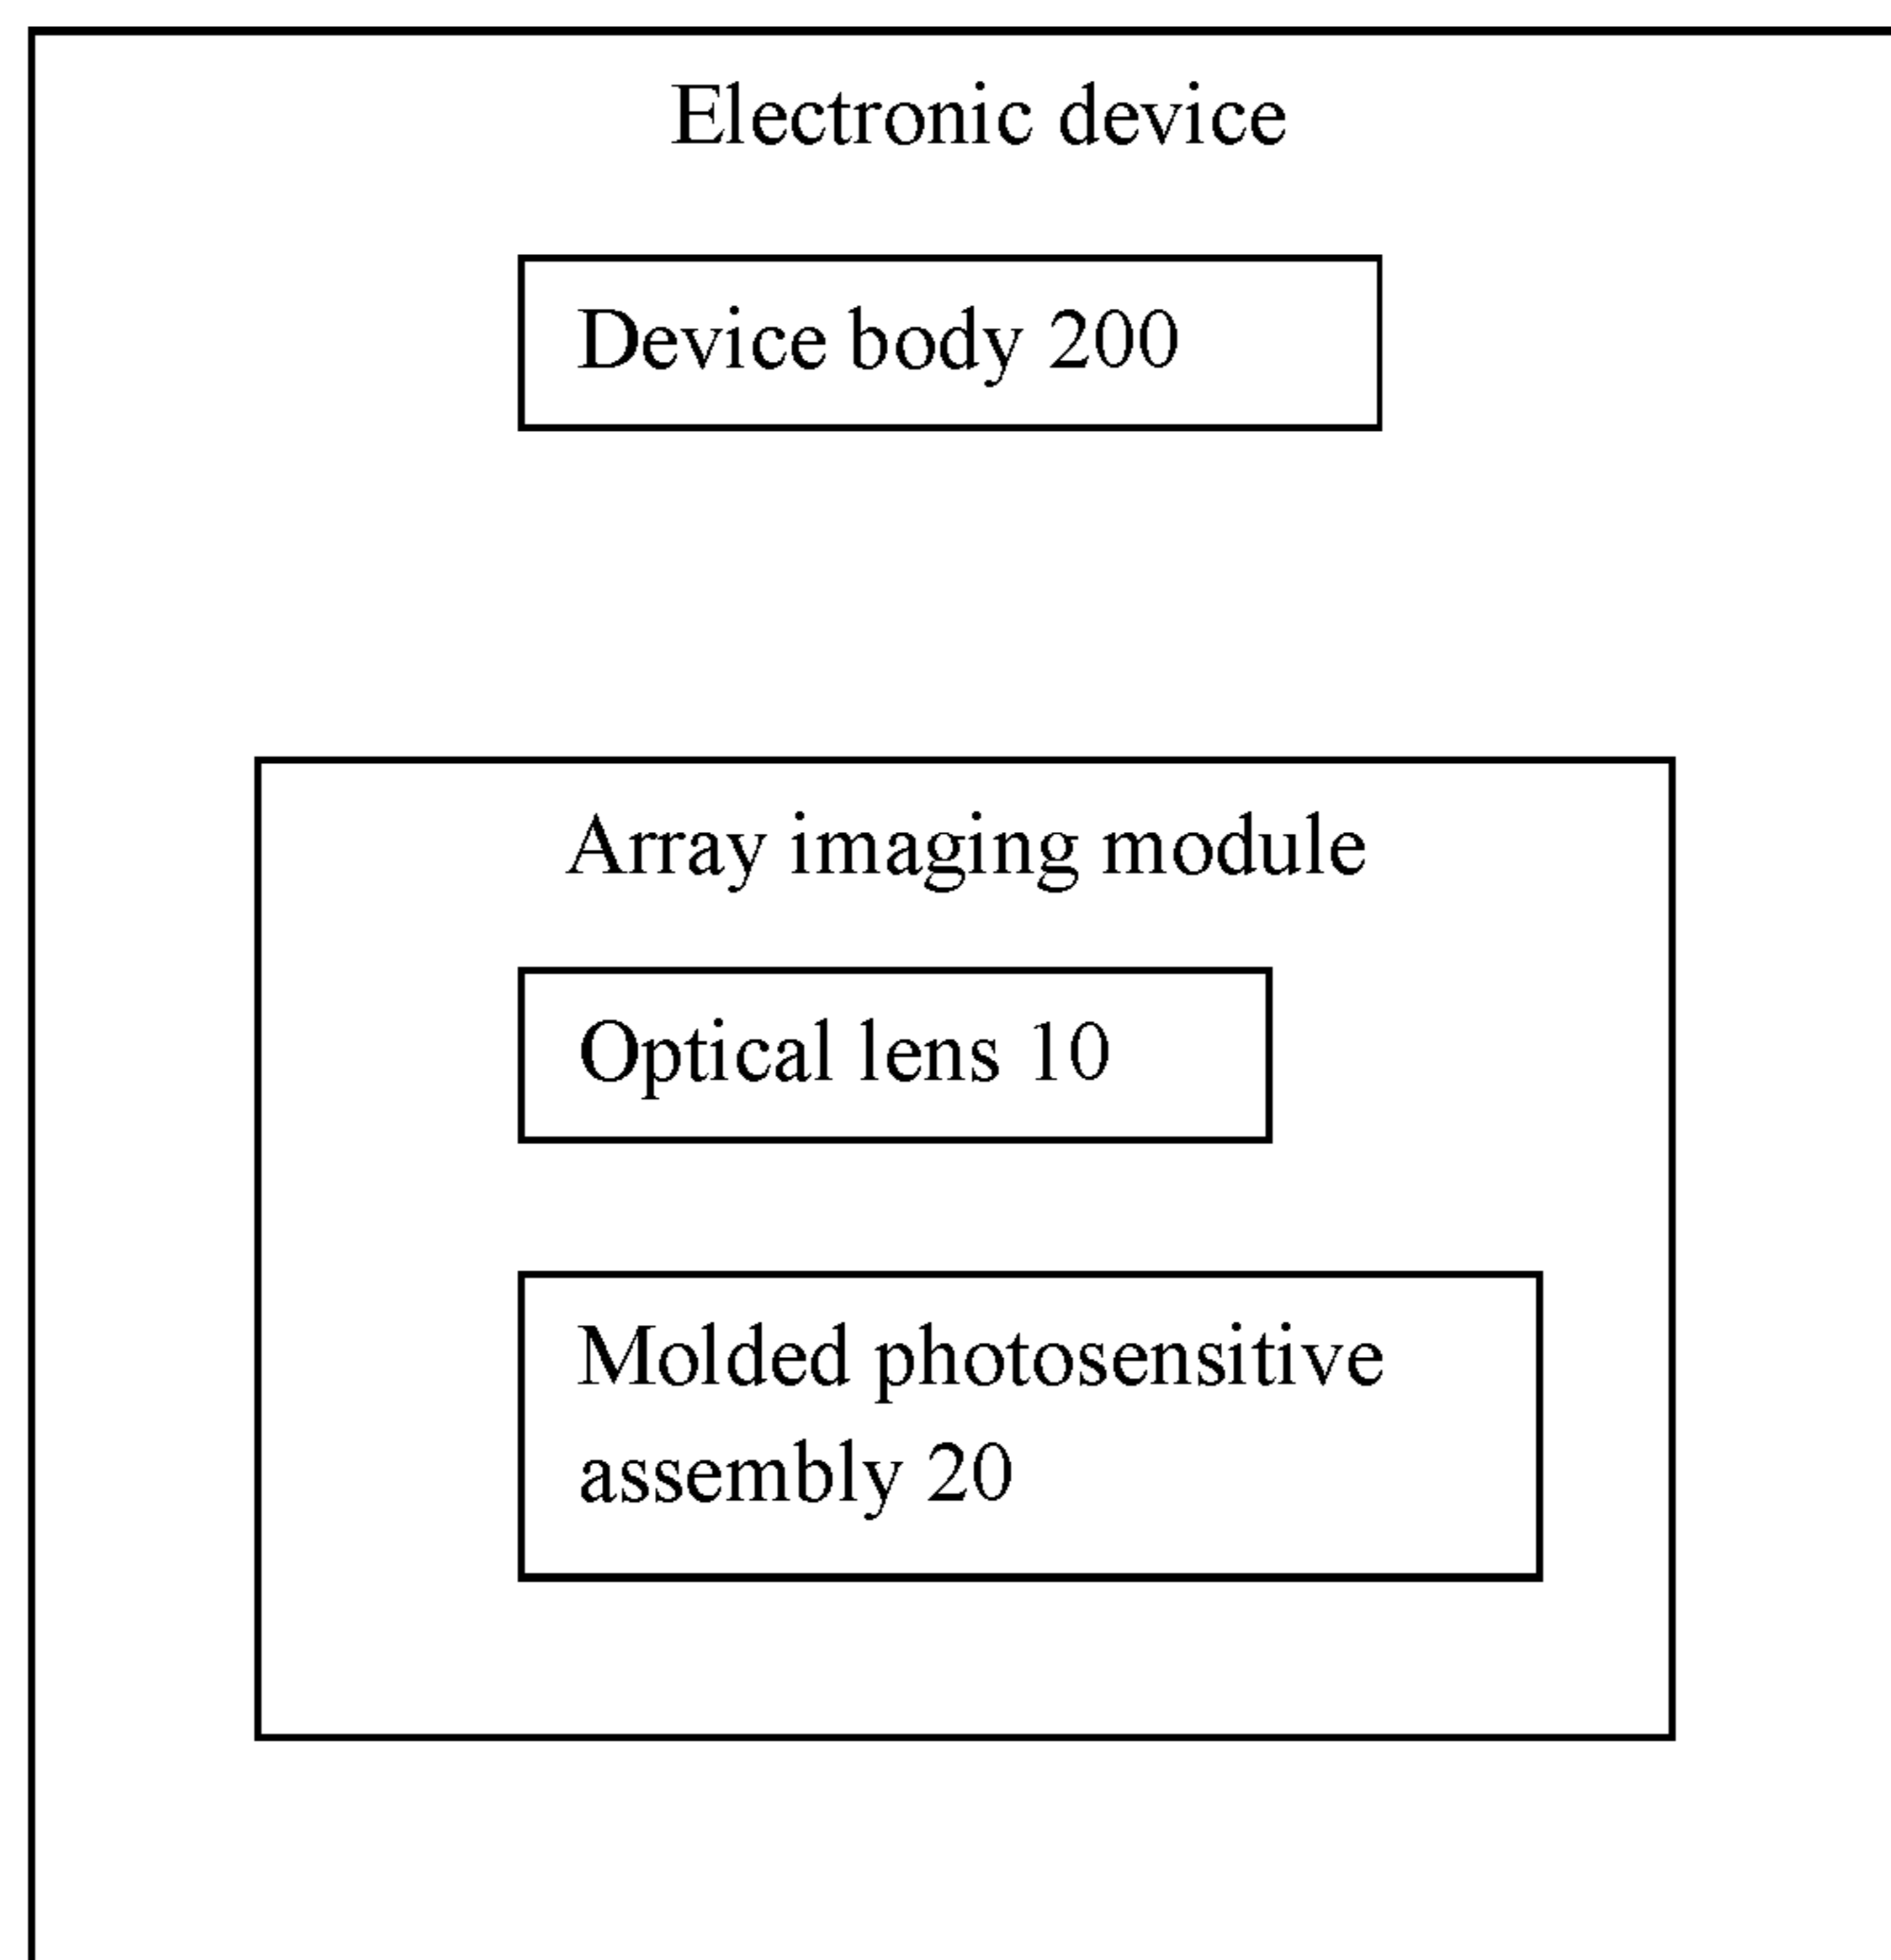 Electronic device
Device body 200
Array imaging module
Optical lens 10
Molded photosensitive
assembly 20